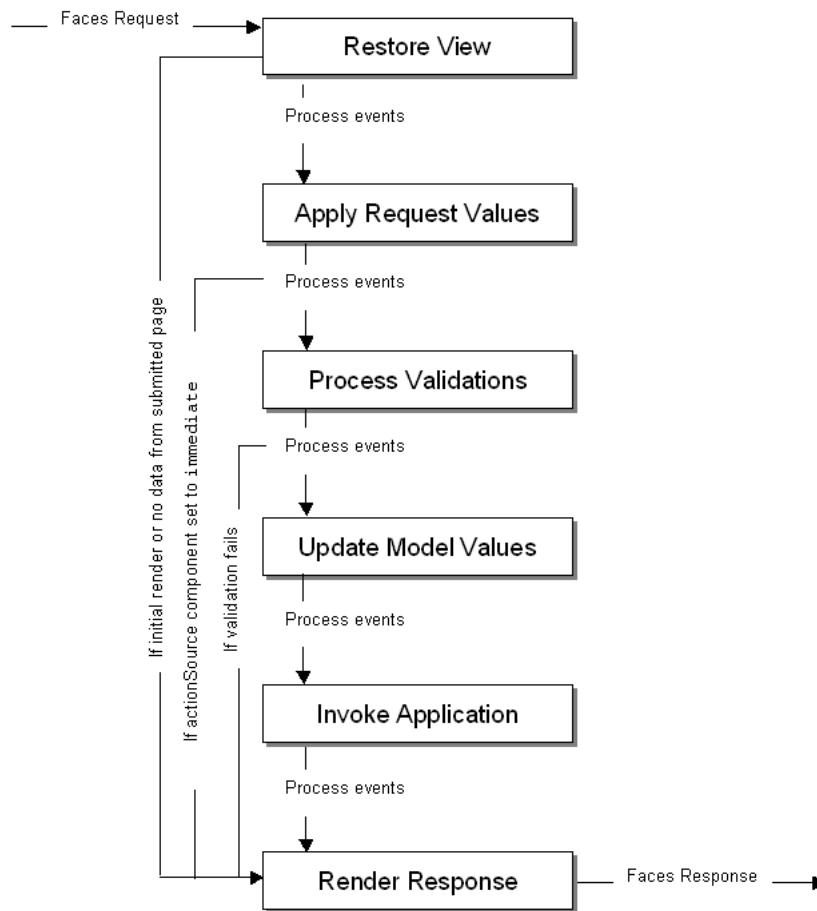 Faces Request
Restore View
Process events
Apply Request Values
Process events
Process Validations
Process events
Update Model Values
Process events
Invoke Application
Process events
Render Response
Faces Response
If initial render or no data from submitted page
If actionSource component set to immediate
If validation fails